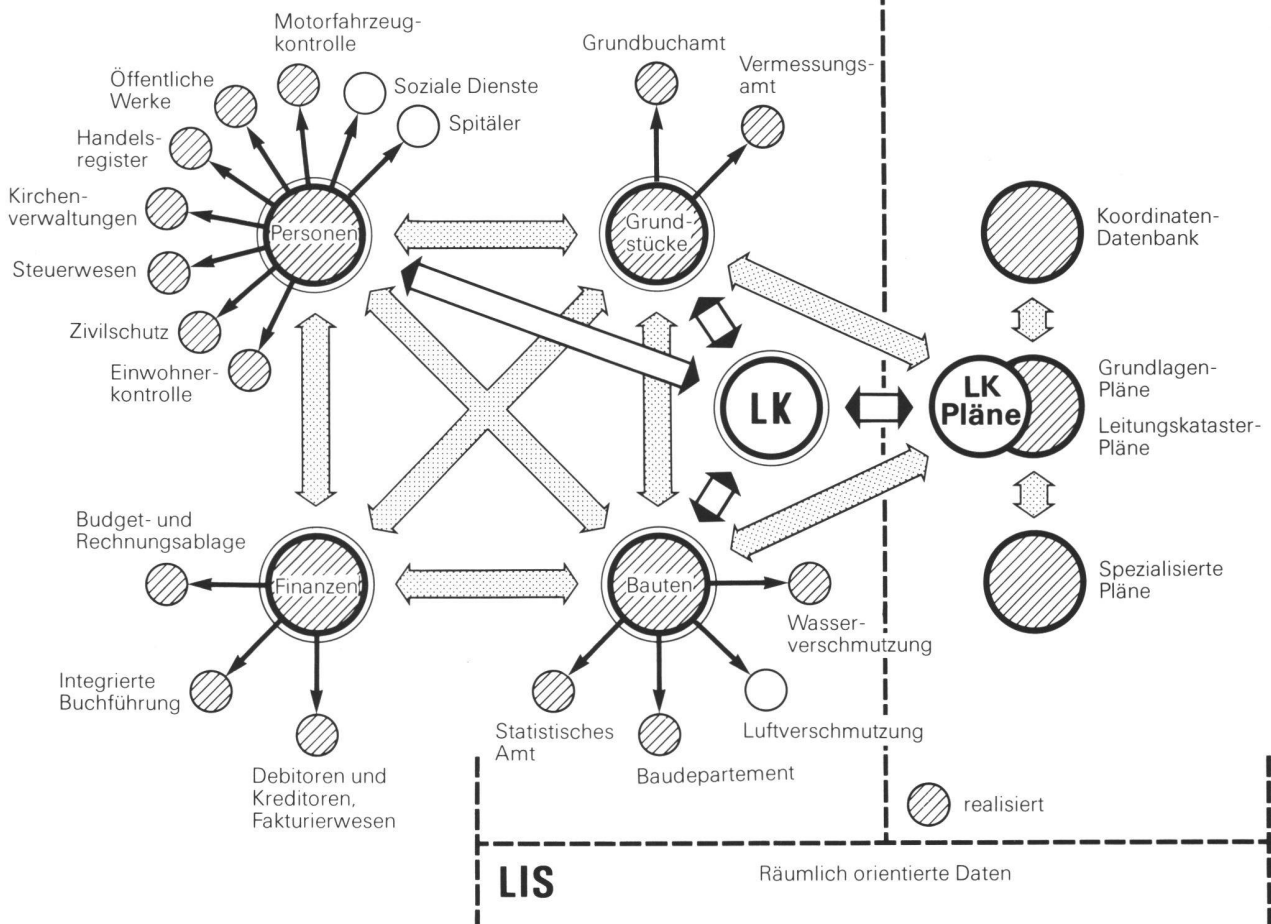 Motorfahrzeug-
kontrolle
Öffentliche
Werke
Soziale Dienste
Spitäler
Handels-
register
Kirchen-
verwaltungen
Steuerwesen
Zivilschutz
Einwohner-
kontrolle
Personen
Grundbuchamt
Vermessungs-
amt
Grund-
stücke
Koordinaten-
Datenbank
LK
LK
Pläne
Grundlagen-
Pläne
Leitungskataster-
Pläne
Budget- und
Rechnungsablage
Finanzen
Integrierte
Buchführung
Debitoren und
Kreditoren,
Fakturierwesen
Bauten
Wasser-
verschmutzung
Statistisches
Amt
Baudepartement
Luftverschmutzung
Spezialisierte
Pläne
realisiert
LIS
Räumlich orientierte Daten